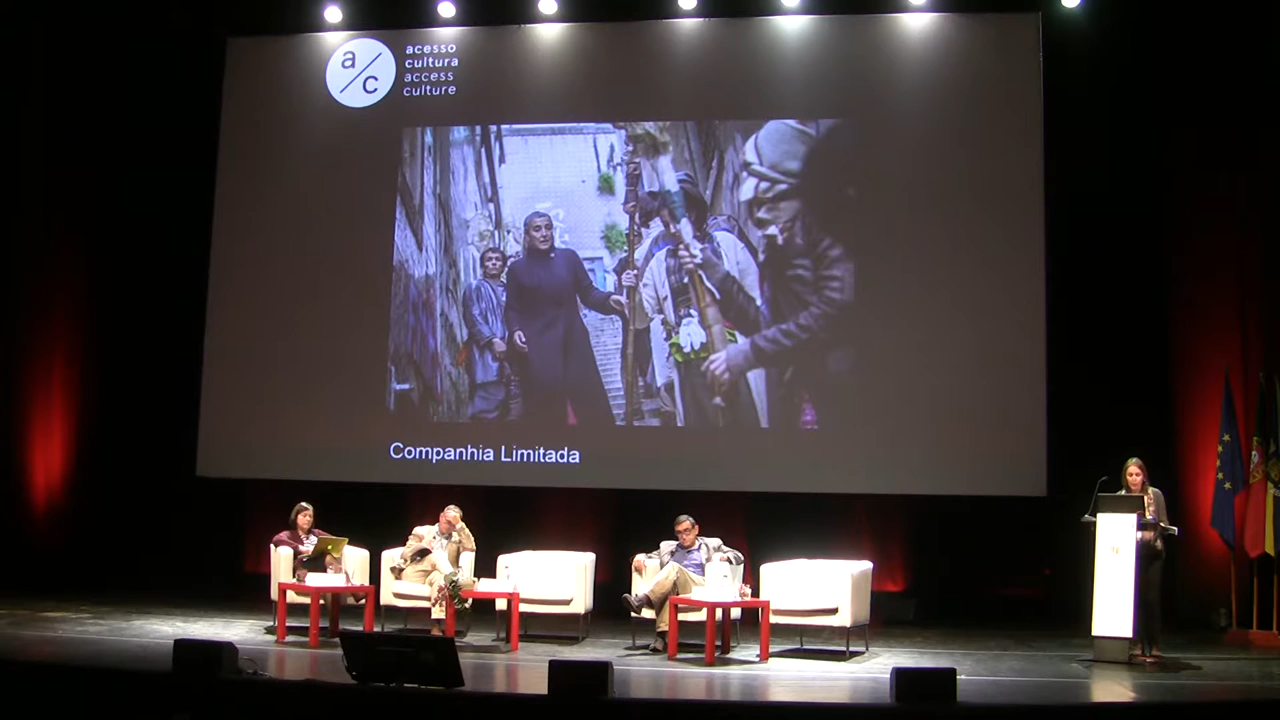 a/c
acesso
cultura
access
culture
Companhia Limitada